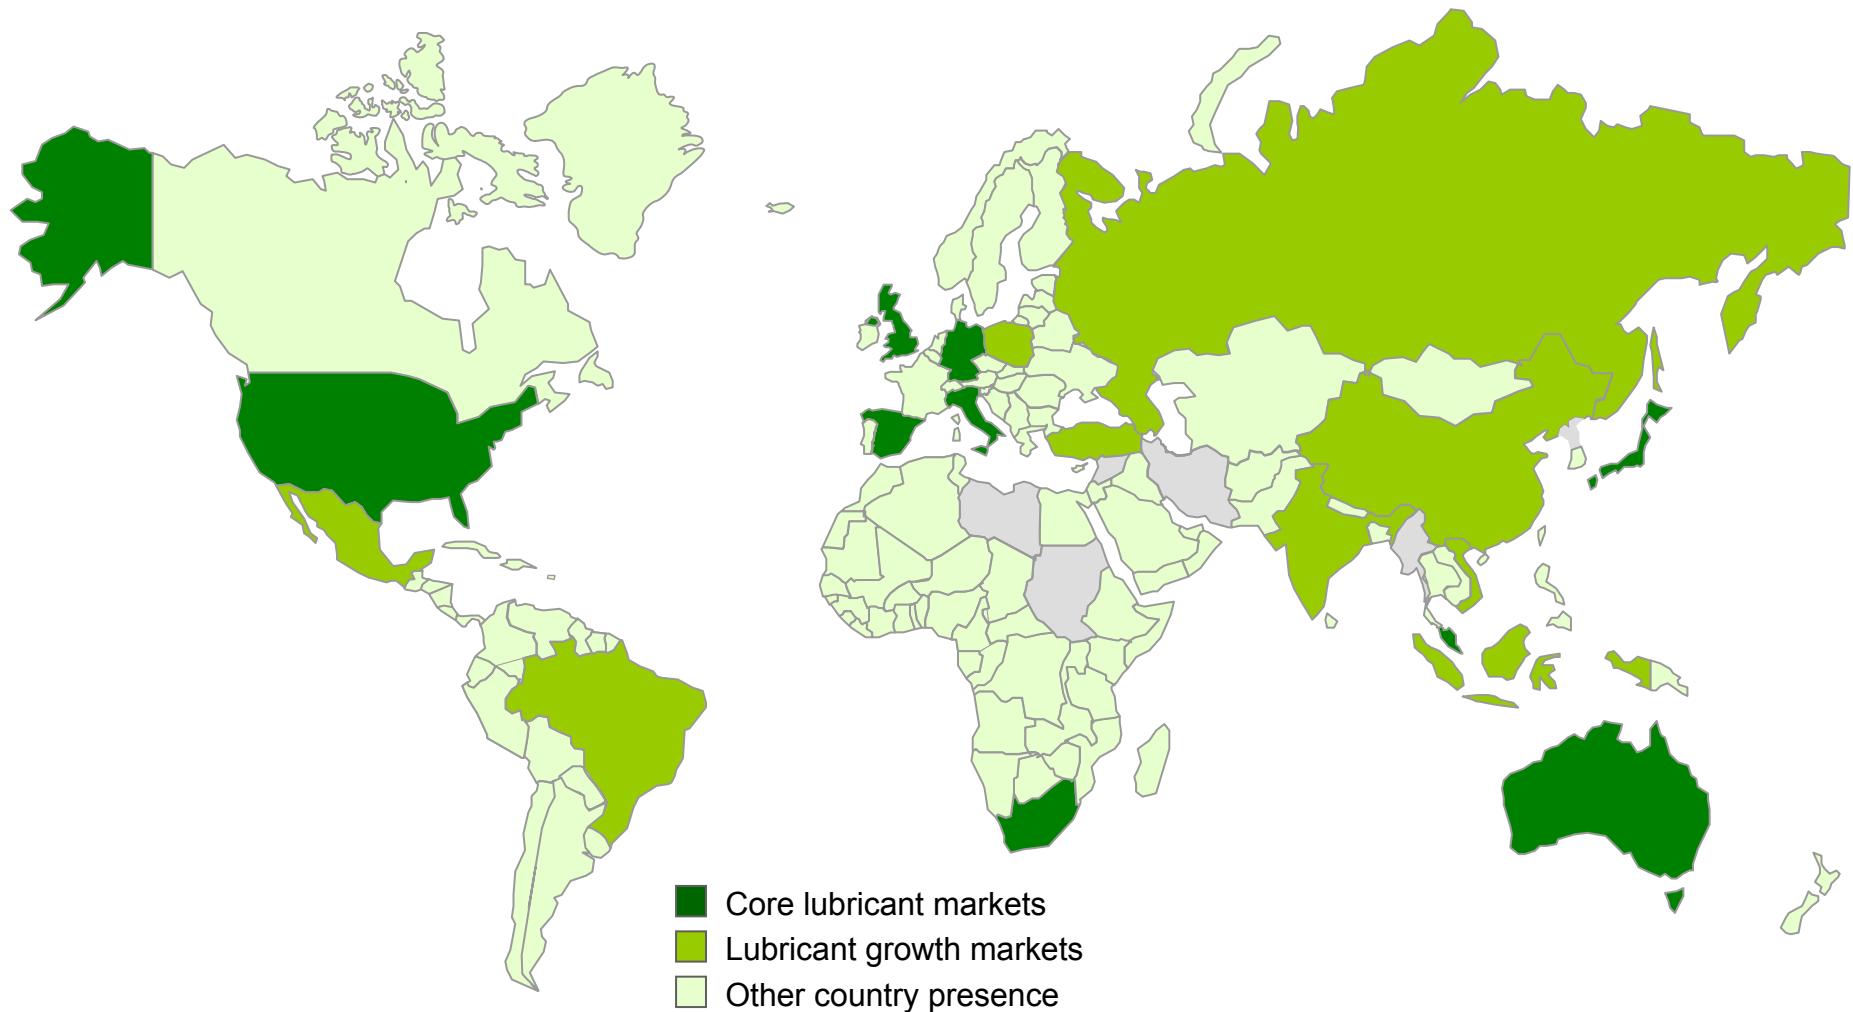 Core lubricant markets
Lubricant growth markets
Other country presence